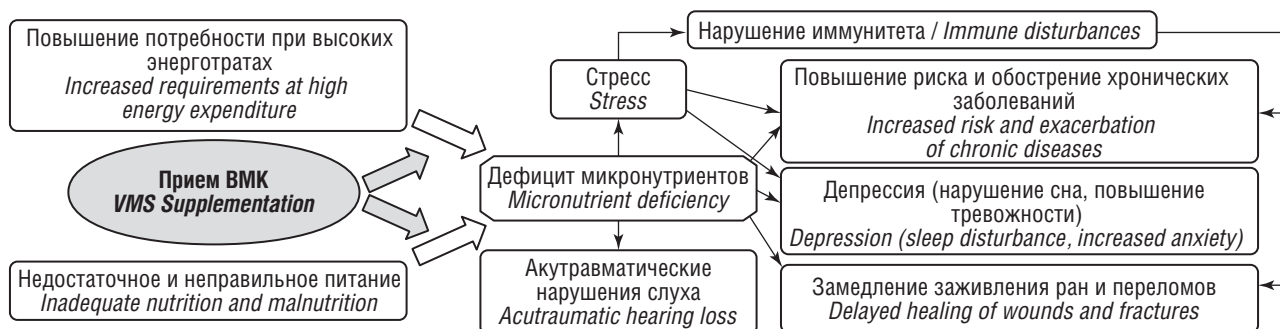 Повышение потребности при высоких
энерготратах
Increased requirements at high
energy expenditure
Прием ВМК
VMS Supplementation
Недостаточное и неправильное питание
Inadequate nutrition and malnutrition
Стресс
Stress
Дефицит микронутриентов
Micronutrient deficiency
Акутравматические
нарушения слуха
Acutraumatic hearing loss
Нарушение иммунитета / Immune disturbances
Повышение риска и обострение хронических
заболеваний
Increased risk and exacerbation
of chronic diseases
Депрессия (нарушение сна, повышение
тревожности)
Depression (sleep disturbance, increased anxiety)
Замедление заживления ран и переломов
Delayed healing of wounds and fractures